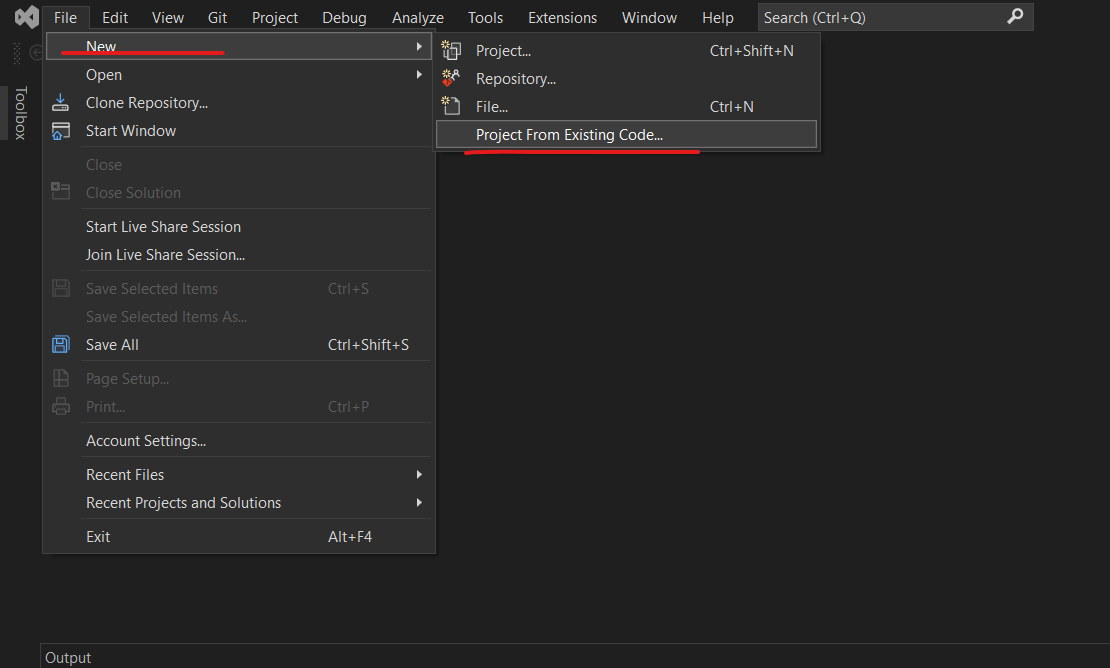 File Edit View Git Project Debug Analyze Tools Extensions Window Help Search (Ctrl+Q)
Toolbox
New
Open
Clone Repository...
Start Window
Close
Close Solution
Start Live Share Session
Join Live Share Session...
Save Selected Items Ctrl+S
Save Selected Items As...
Save All Ctrl+Shift+S
Page Setup...
Print... Ctrl+P
Account Settings...
Recent Files
Recent Projects and Solutions
Exit Alt+F4
Project... Ctrl+Shift+N
Repository...
File... Ctrl+N
Project From Existing Code...
Output